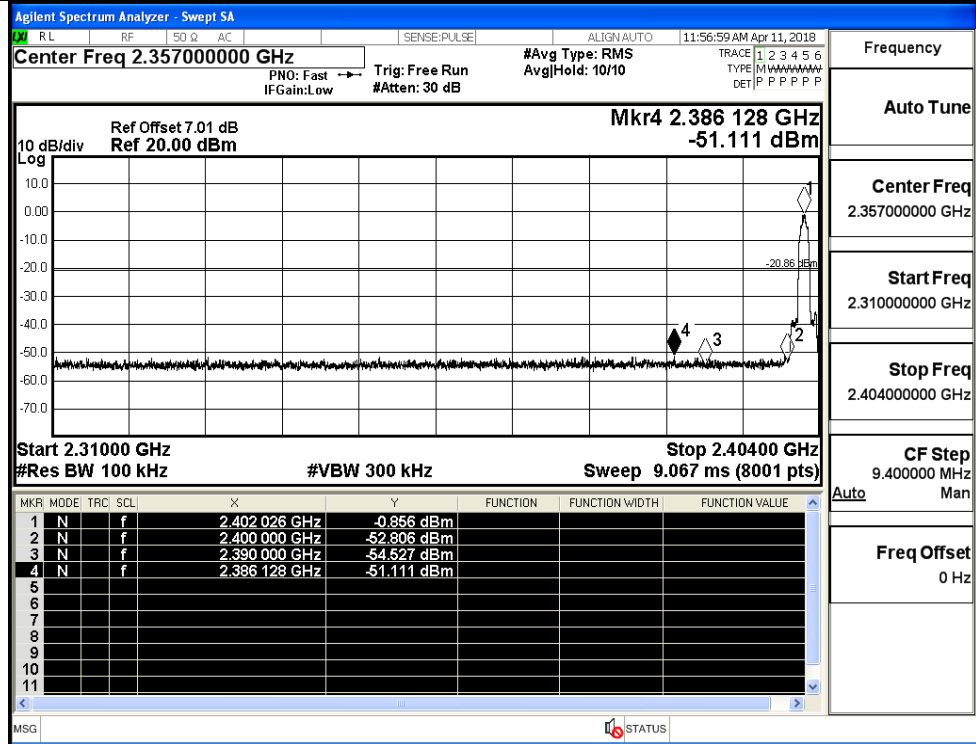 Agilent Spectrum Analyzer - Swept SA
LXI RL RF 50 Ω AC SENSE:PULSE ALIGN AUTO 11:56:59 AM Apr 11, 2018
Center Freq 2.357000000 GHz
PNO: Fast
IFGain:Low
Trig: Free Run
#Atten: 30 dB
#Avg Type: RMS
Avg|Hold: 10/10
TRACE 1 2 3 4 5 6
TYPE M
DET P P P P P P
Ref Offset 7.01 dB
10 dB/div Ref 20.00 dBm
Log
Mkr4 2.386 128 GHz
-51.111 dBm
10.0
0.00
-10.0
-20.0
-30.0
-40.0
-50.0
-60.0
-70.0
1
-20.86 dBm
4
3
2
Start 2.31000 GHz Stop 2.40400 GHz
#Res BW 100 kHz #VBW 300 kHz Sweep 9.067 ms (8001 pts)
MKR MODE TRC SCL X Y FUNCTION FUNCTION WIDTH FUNCTION VALUE
1 N f 2.402 026 GHz -0.856 dBm
2 N f 2.400 000 GHz -52.806 dBm
3 N f 2.390 000 GHz -54.527 dBm
4 N f 2.386 128 GHz -51.111 dBm
5
6
7
8
9
10
11
MSG STATUS
Frequency
Auto Tune
Center Freq
2.357000000 GHz
Start Freq
2.310000000 GHz
Stop Freq
2.404000000 GHz
CF Step
9.400000 MHz
Auto Man
Freq Offset
0 Hz